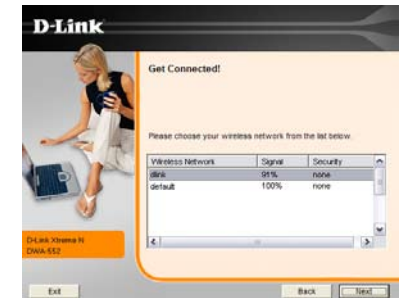 D-Link
Get Connected!
Please choose your wireless network from the list below.
Wireless Network Signal Security
dlink 91% none
default 100% none
D-Link Xtreme N
DWA-552
Exit Back Next